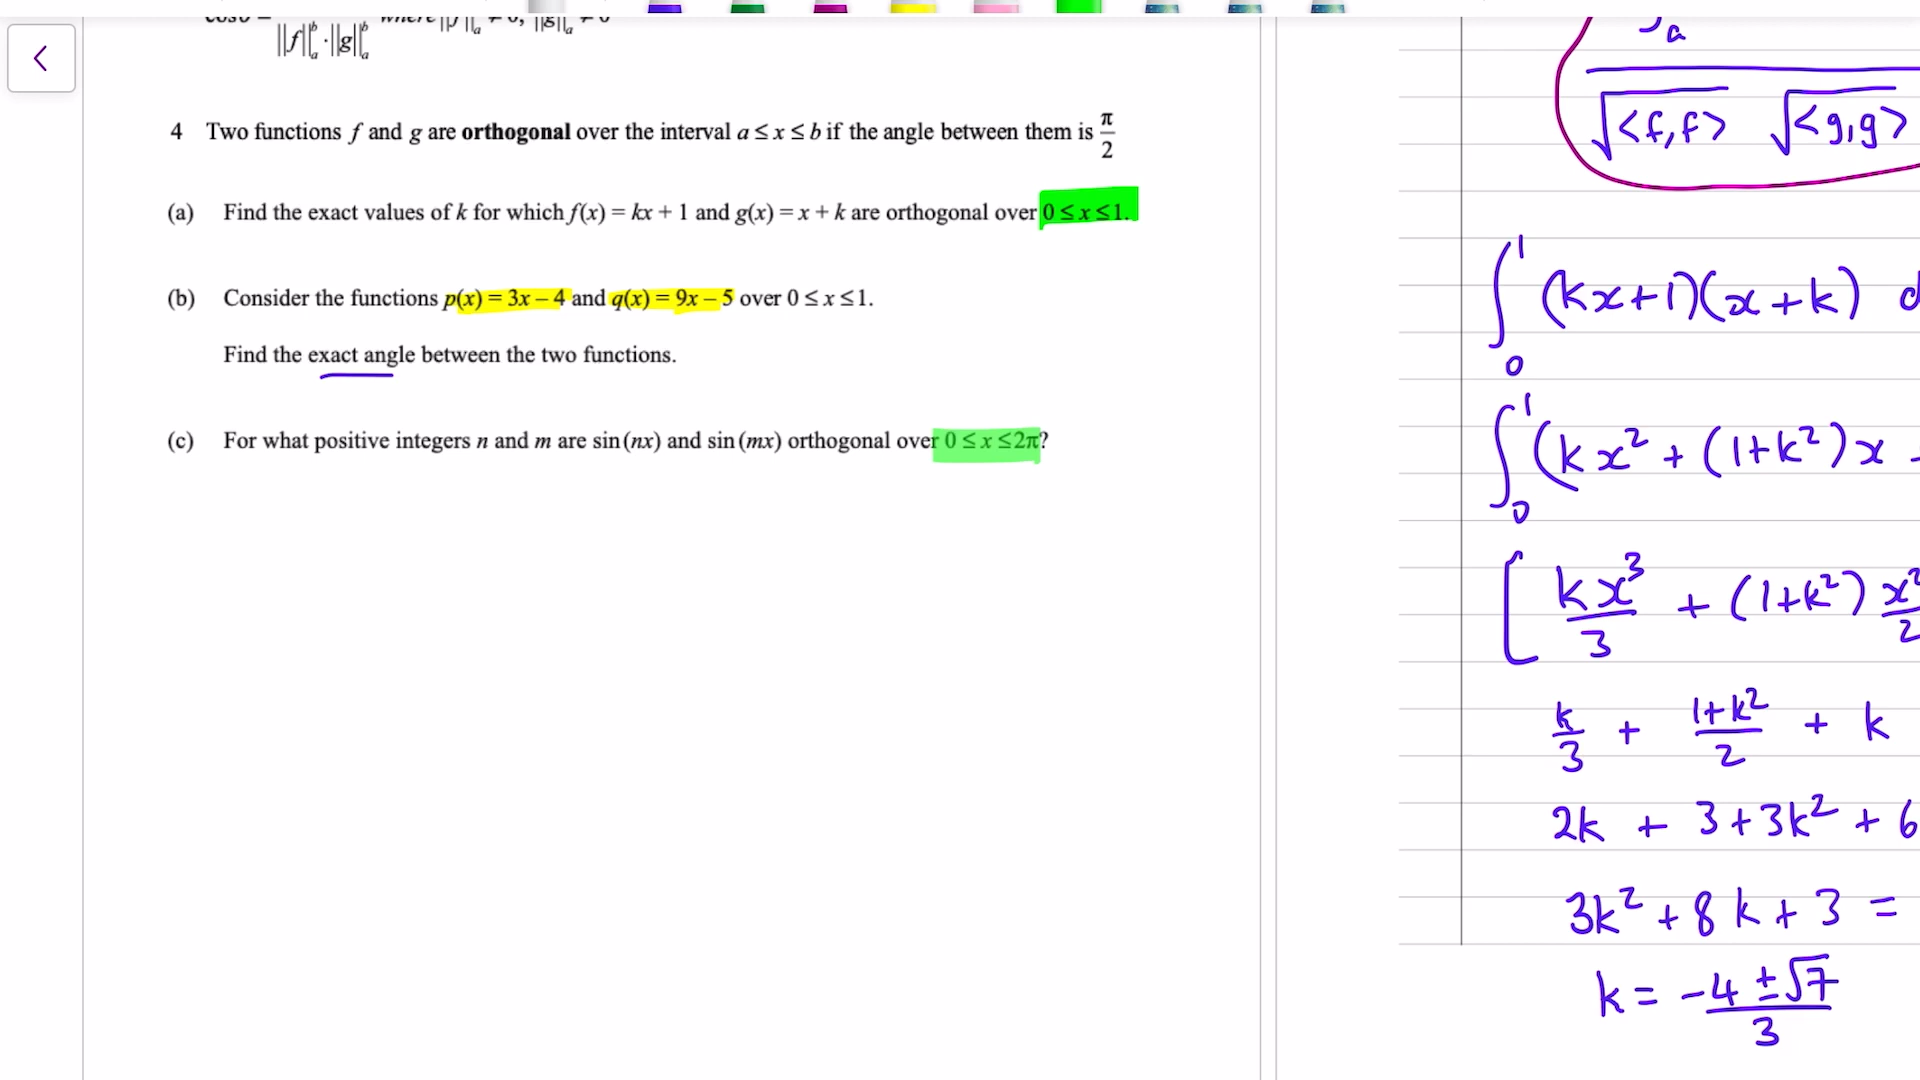 ‖f‖ₐᵇ · ‖g‖ₐᵇ
4 Two functions f and g are orthogonal over the interval a ≤ x ≤ b if the angle between them is π/2
(a) Find the exact values of k for which f(x) = kx + 1 and g(x) = x + k are orthogonal over 0 ≤ x ≤ 1.
(b) Consider the functions p(x) = 3x – 4 and q(x) = 9x – 5 over 0 ≤ x ≤ 1.
Find the exact angle between the two functions.
(c) For what positive integers n and m are sin (nx) and sin (mx) orthogonal over 0 ≤ x ≤ 2π?
a
√<f,f> √<g,g>
∫₀¹ (kx+1)(x+k) d
∫₀¹ (kx² + (1+k²)x
[ kx³/3 + (1+k²) x²/2
k/3 + 1+k²/2 + k
2k + 3+3k² + 6
3k² + 8k + 3 =
k = -4 ± √7 / 3